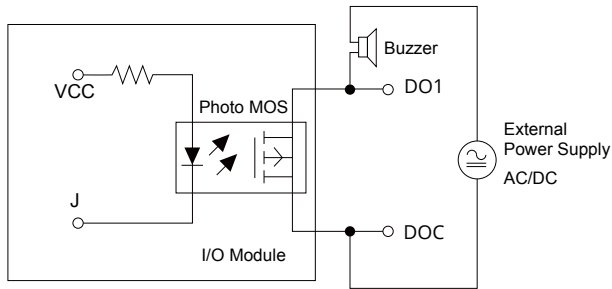 Buzzer
VCC
DO1
Photo MOS
External
Power Supply
AC/DC
J
DOC
I/O Module